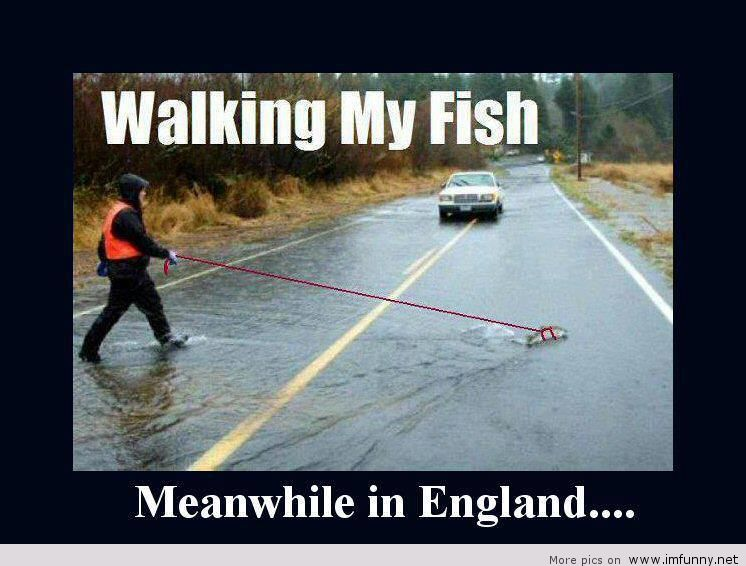 Walking My Fish
Meanwhile in England....
More pics on www.imfunny.net